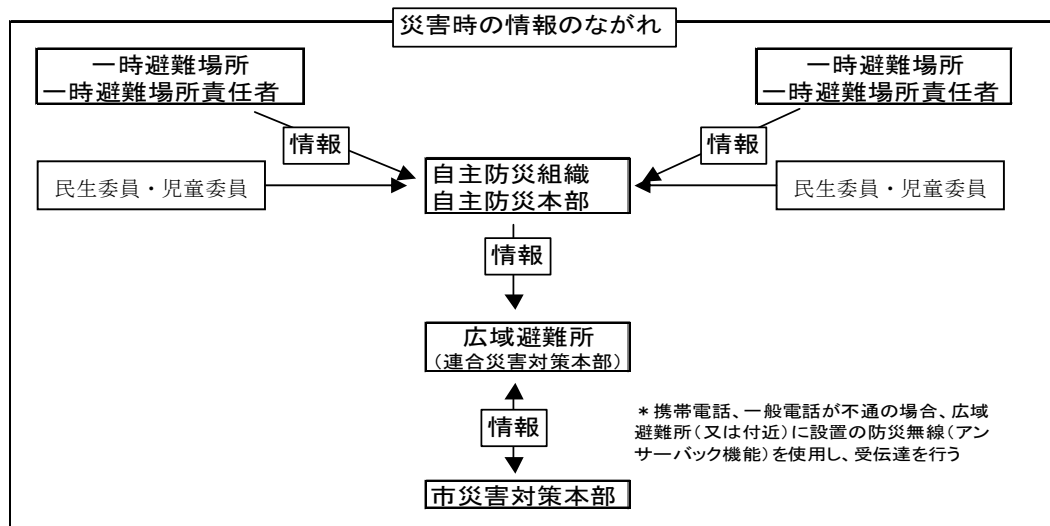 災害時の情報のながれ
一時避難場所
一時避難場所責任者
一時避難場所
一時避難場所責任者
情報
情報
民生委員・児童委員
自主防災組織
自主防災本部
民生委員・児童委員
情報
広域避難所
(連合災害対策本部)
情報
*携帯電話、一般電話が不通の場合、広域
避難所(又は付近)に設置の防災無線(アン
サーバック機能)を使用し、受伝達を行う
市災害対策本部